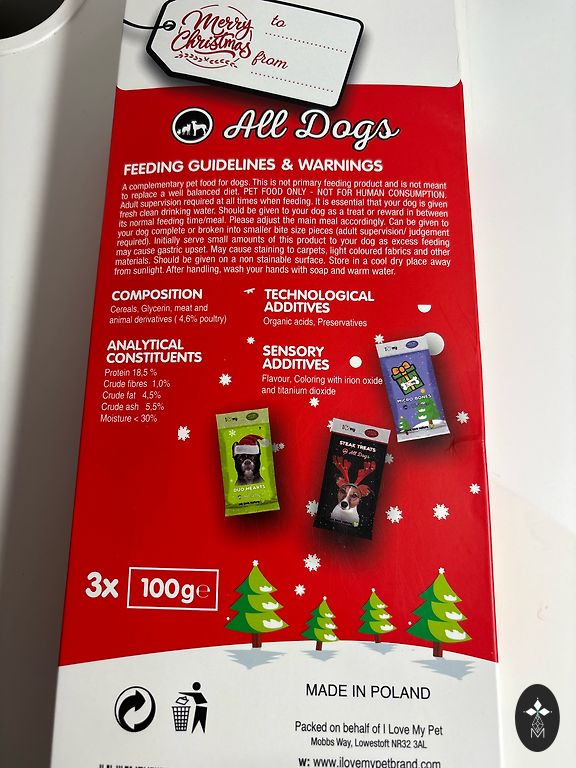 Merry
Christmas
to
from
All Dogs
FEEDING GUIDELINES & WARNINGS
A complementary pet food for dogs. This is not primary feeding product and is not meant
to replace a well balanced diet. PET FOOD ONLY - NOT FOR HUMAN CONSUMPTION.
Adult supervision required at all times when feeding. It is essential that your dog is given
fresh clean drinking water. Should be given to your dog as a treat or reward in between
its normal feeding time/meal. Please adjust the main meal accordingly. Can be given to
your dog complete or broken into smaller bite size pieces (adult supervision/ judgement
required). Initially serve small amounts of this product to your dog as excess feeding
may cause gastric upset. May cause staining to carpets, light coloured fabrics and other
materials. Should be given on a non stainable surface. Store in a cool dry place away
from sunlight. After handling, wash your hands with soap and warm water.
COMPOSITION
Cereals, Glycerin, meat and
animal derivatives ( 4,6% poultry)
TECHNOLOGICAL
ADDITIVES
Organic acids, Preservatives
ANALYTICAL
CONSTITUENTS
Protein 18,5 %
Crude fibres 1,0%
Crude fat 4,5%
Crude ash 5,5%
Moisture < 30%
SENSORY
ADDITIVES
Flavour, Coloring with irion oxide
and titanium dioxide
MICRO BONES
DUO HEARTS
STEAK TREATS
All Dogs
3x 100g e
MADE IN POLAND
Packed on behalf of I Love My Pet
Mobbs Way, Lowestoft NR32 3AL
w: www.ilovemypetbrand.com